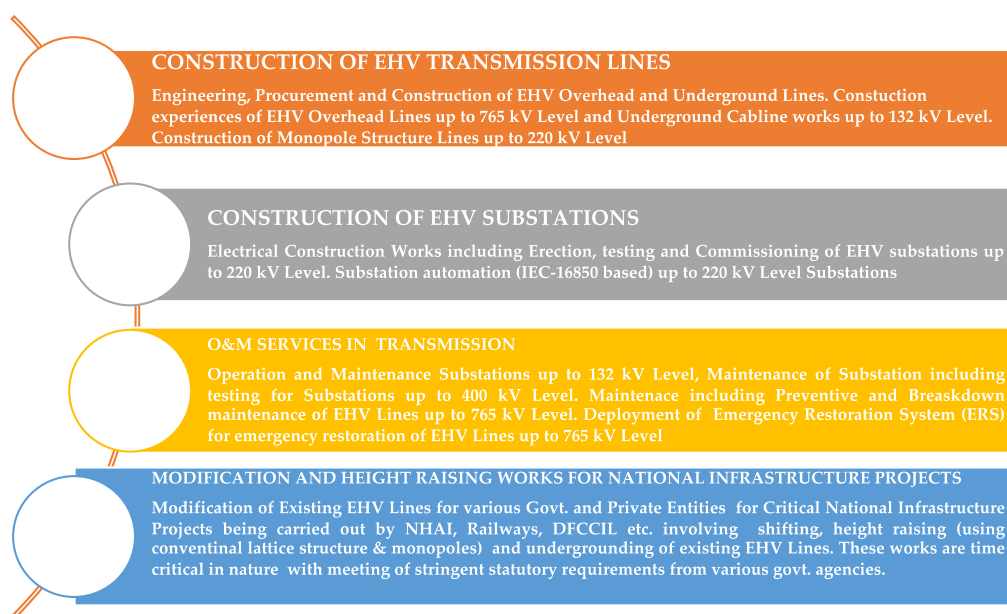 CONSTRUCTION OF EHV TRANSMISSION LINES
Engineering, Procurement and Construction of EHV Overhead and Underground Lines. Constuction
experiences of EHV Overhead Lines up to 765 kV Level and Underground Cabline works up to 132 kV Level.
Construction of Monopole Structure Lines up to 220 kV Level
CONSTRUCTION OF EHV SUBSTATIONS
Electrical Construction Works including Erection, testing and Commissioning of EHV substations up
to 220 kV Level. Substation automation (IEC-16850 based) up to 220 kV Level Substations
O&M SERVICES IN TRANSMISSION
Operation and Maintenance Substations up to 132 kV Level, Maintenance of Substation including
testing for Substations up to 400 kV Level. Maintenace including Preventive and Breaskdown
maintenance of EHV Lines up to 765 kV Level. Deployment of Emergency Restoration System (ERS)
for emergency restoration of EHV Lines up to 765 kV Level
MODIFICATION AND HEIGHT RAISING WORKS FOR NATIONAL INFRASTRUCTURE PROJECTS
Modification of Existing EHV Lines for various Govt. and Private Entities for Critical National Infrastructure
Projects being carried out by NHAI, Railways, DFCCIL etc. involving shifting, height raising (using
conventinal lattice structure & monopoles) and undergrounding of existing EHV Lines. These works are time
critical in nature with meeting of stringent statutory requirements from various govt. agencies.